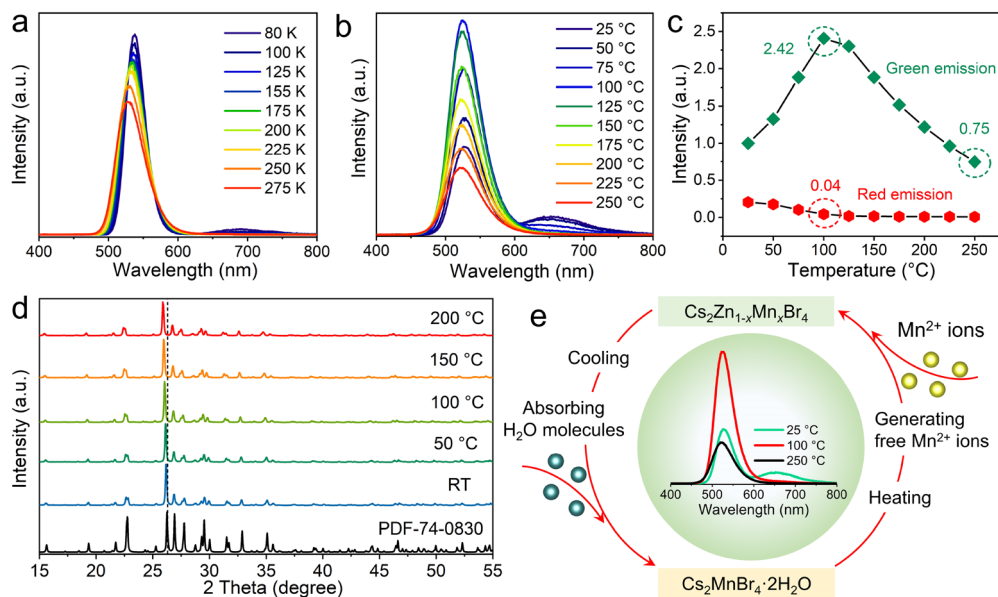 a
Intensity (a.u.)
80 K
100 K
125 K
155 K
175 K
200 K
225 K
250 K
275 K
400 500 600 700 800
Wavelength (nm)
b
Intensity (a.u.)
25 °C
50 °C
75 °C
100 °C
125 °C
150 °C
175 °C
200 °C
225 °C
250 °C
400 500 600 700 800
Wavelength (nm)
c
Intensity (a.u.)
2.5
2.0
1.5
1.0
0.5
0.0
2.42
Green emission
0.75
0.04
Red emission
0 50 100 150 200 250
Temperature (°C)
d
Intensity (a.u.)
200 °C
150 °C
100 °C
50 °C
RT
PDF-74-0830
15 20 25 30 35 40 45 50 55
2 Theta (degree)
e
Cs₂Zn₁₋ₓMnₓBr₄
Cooling
Absorbing
H₂O molecules
Mn²⁺ ions
Generating
free Mn²⁺ ions
Heating
25 °C
100 °C
250 °C
400 500 600 700 800
Wavelength (nm)
Cs₂MnBr₄·2H₂O